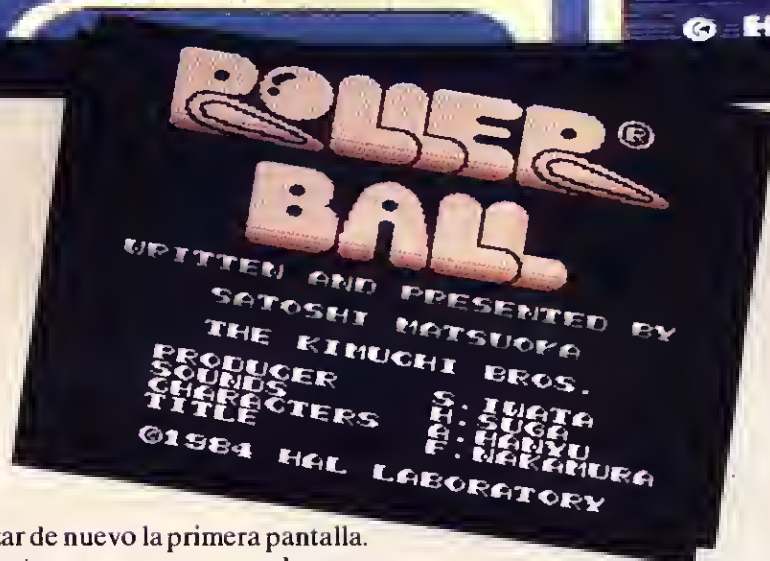 H
ROLLER®
BALL
WRITTEN AND PRESENTED BY
SATOSHI MATSUOKA
THE KIMUCHI BROS.
PRODUCER S. IWATA
SOUNDS H. SUGA
CHARACTERS A. HANYU
TITLE F. NAKAMURA
©1984 HAL LABORATORY
ar de nuevo la primera pantalla.